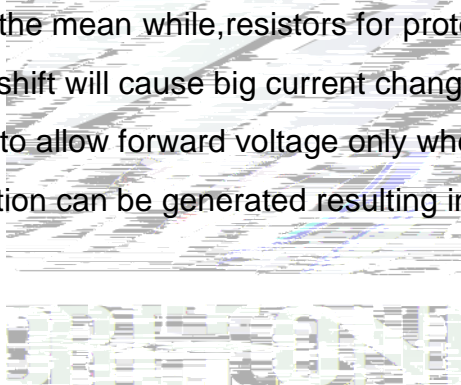 the mean while,resistors for prot
shift will cause big current chang
to allow forward voltage only wh
tion can be generated resulting i